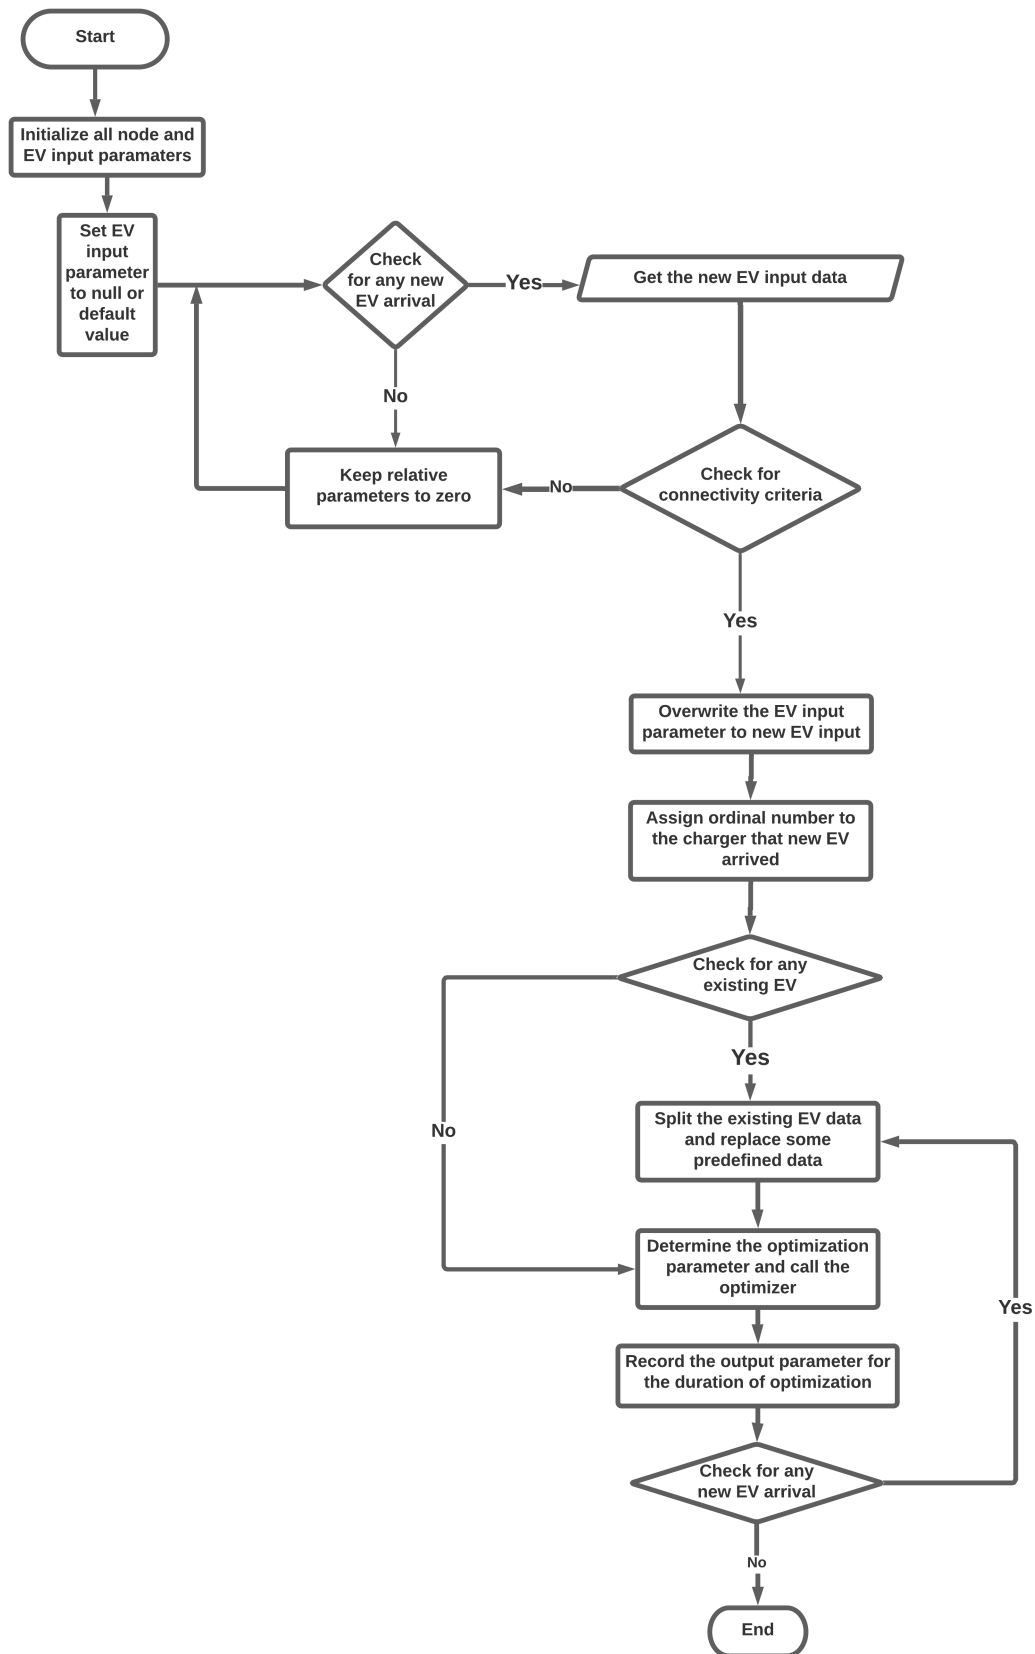 Start
Initialize all node and
EV input paramaters
Set EV
input
parameter
to null or
default
value
Check
for any new
EV arrival
Yes
Get the new EV input data
No
Keep relative
parameters to zero
No
Check for
connectivity criteria
Yes
Overwrite the EV input
parameter to new EV input
Assign ordinal number to
the charger that new EV
arrived
Check for any
existing EV
Yes
No
Split the existing EV data
and replace some
predefined data
Determine the optimization
parameter and call the
optimizer
Yes
Record the output parameter for
the duration of optimization
Check for any
new EV arrival
No
End